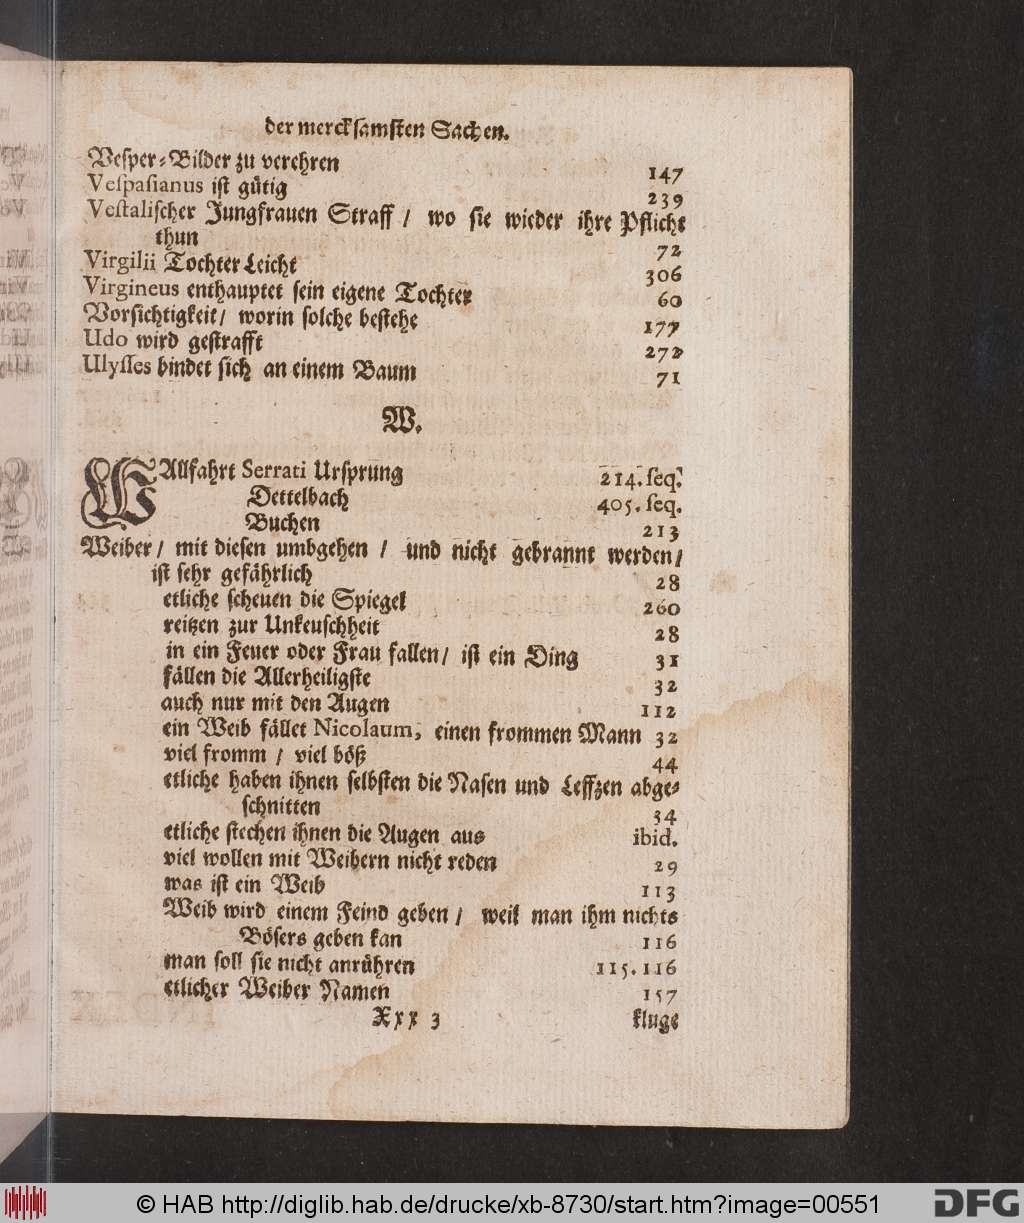 der mercksamsten Sachen.
Vesper-Bilder zu verehren 147
Vespasianus ist gütig 239
Vestalischer Jungfrauen Straff / wo sie wieder ihre Pflicht
thun 72
Virgilii Tochter Leicht 306
Virgineus enthauptet sein eigene Tochter 60
Vorsichtigkeit / worin solche bestehe 177
Udo wird gestrafft 272
Ulysses bindet sich an einem Baum 71
W.
WAllfahrt Serrati Ursprung 214. seq.
Dettelbach 405. seq.
Buchen 213
Weiber / mit diesen umbgehen / und nicht gebrannt werden /
ist sehr gefährlich 28
etliche scheuen die Spiegel 260
reitzen zur Unkeuschheit 28
in ein Feuer oder Frau fallen / ist ein Ding 31
fällen die Allerheiligste 32
auch nur mit den Augen 112
ein Weib fället Nicolaum, einen frommen Mann 32
viel fromm / viel böß 44
etliche haben ihnen selbsten die Nasen und Leffzen abge-
schnitten 34
etliche stechen ihnen die Augen aus ibid.
viel wollen mit Weibern nicht reden 29
was ist ein Weib 113
Weib wird einem Feind geben / weil man ihm nichts
Bösers geben kan 116
man soll sie nicht anrühren 115. 116
etlicher Weiber Namen 157
Xxx 3 kluge
© HAB http://diglib.hab.de/drucke/xb-8730/start.htm?image=00551
DFG